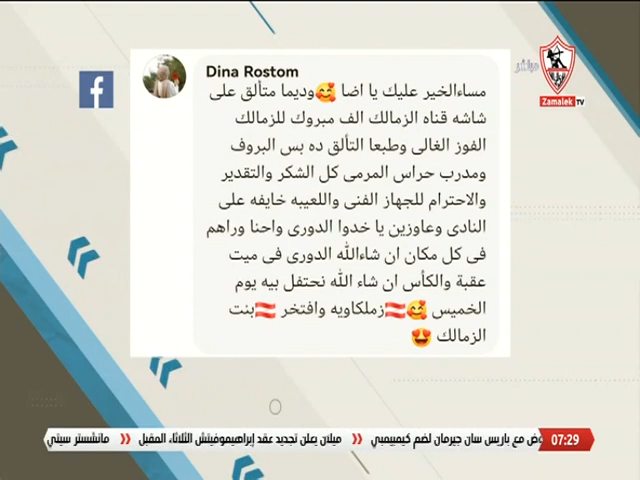 Dina Rostom
مساءالخير عليك يا اضا 🥰وديما متألق على
شاشه قناه الزمالك الف مبروك للزمالك
الفوز الغالى وطبعا التألق ده بس البروف
ومدرب حراس المرمى كل الشكر والتقدير
والاحترام للجهاز الفنى واللعيبه خايفه على
النادى وعاوزين يا خدوا الدورى واحنا وراهم
فى كل مكان ان شاءالله الدورى فى ميت
عقبة والكأس ان شاء الله نحتفل بيه يوم
الخميس 🥰🇦🇹زملكاويه وافتخر 🇦🇹بنت
الزمالك 😍
مباشر
Zamalek TV
07:29
وض مع باريس سان جيرمان لضم كيمبيمبي » ميلان يعلن تجديد عقد إبراهيموفيتش الثلاثاء المقبل » مانشستر سيتي